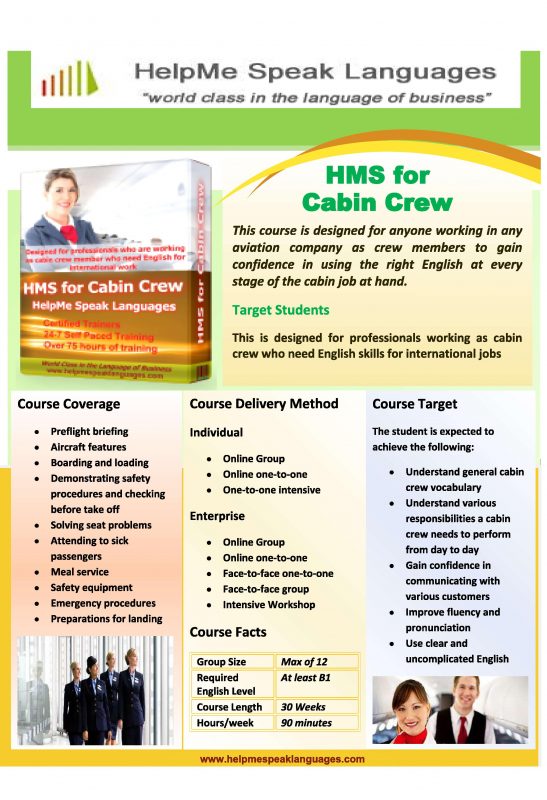 HelpMe Speak Languages
"world class in the language of business"
Designed for professionals who are working
as cabin crew member who need English for
International work
HMS for Cabin Crew
HelpMe Speak Languages
Certified Trainers
24-7 Self Paced Training
Over 75 hours of training
World Class in the Language of Business
www.helpmespeaklanguages.com
HMS for Cabin Crew
HMS for
Cabin Crew
This course is designed for anyone working in any
aviation company as crew members to gain
confidence in using the right English at every
stage of the cabin job at hand.
Target Students
This is designed for professionals working as cabin
crew who need English skills for international jobs
Course Coverage
• Preflight briefing
• Aircraft features
• Boarding and loading
• Demonstrating safety
procedures and checking
before take off
• Solving seat problems
• Attending to sick
passengers
• Meal service
• Safety equipment
• Emergency procedures
• Preparations for landing
Course Delivery Method
Individual
• Online Group
• Online one-to-one
• One-to-one intensive
Enterprise
• Online Group
• Online one-to-one
• Face-to-face one-to-one
• Face-to-face group
• Intensive Workshop
Course Facts
Group Size Max of 12
Required At least B1
English Level
Course Length 30 Weeks
Hours/week 90 minutes
Course Target
The student is expected to
achieve the following:
• Understand general cabin
crew vocabulary
• Understand various
responsibilities a cabin
crew needs to perform
from day to day
• Gain confidence in
communicating with
various customers
• Improve fluency and
pronunciation
• Use clear and
uncomplicated English
www.helpmespeaklanguages.com